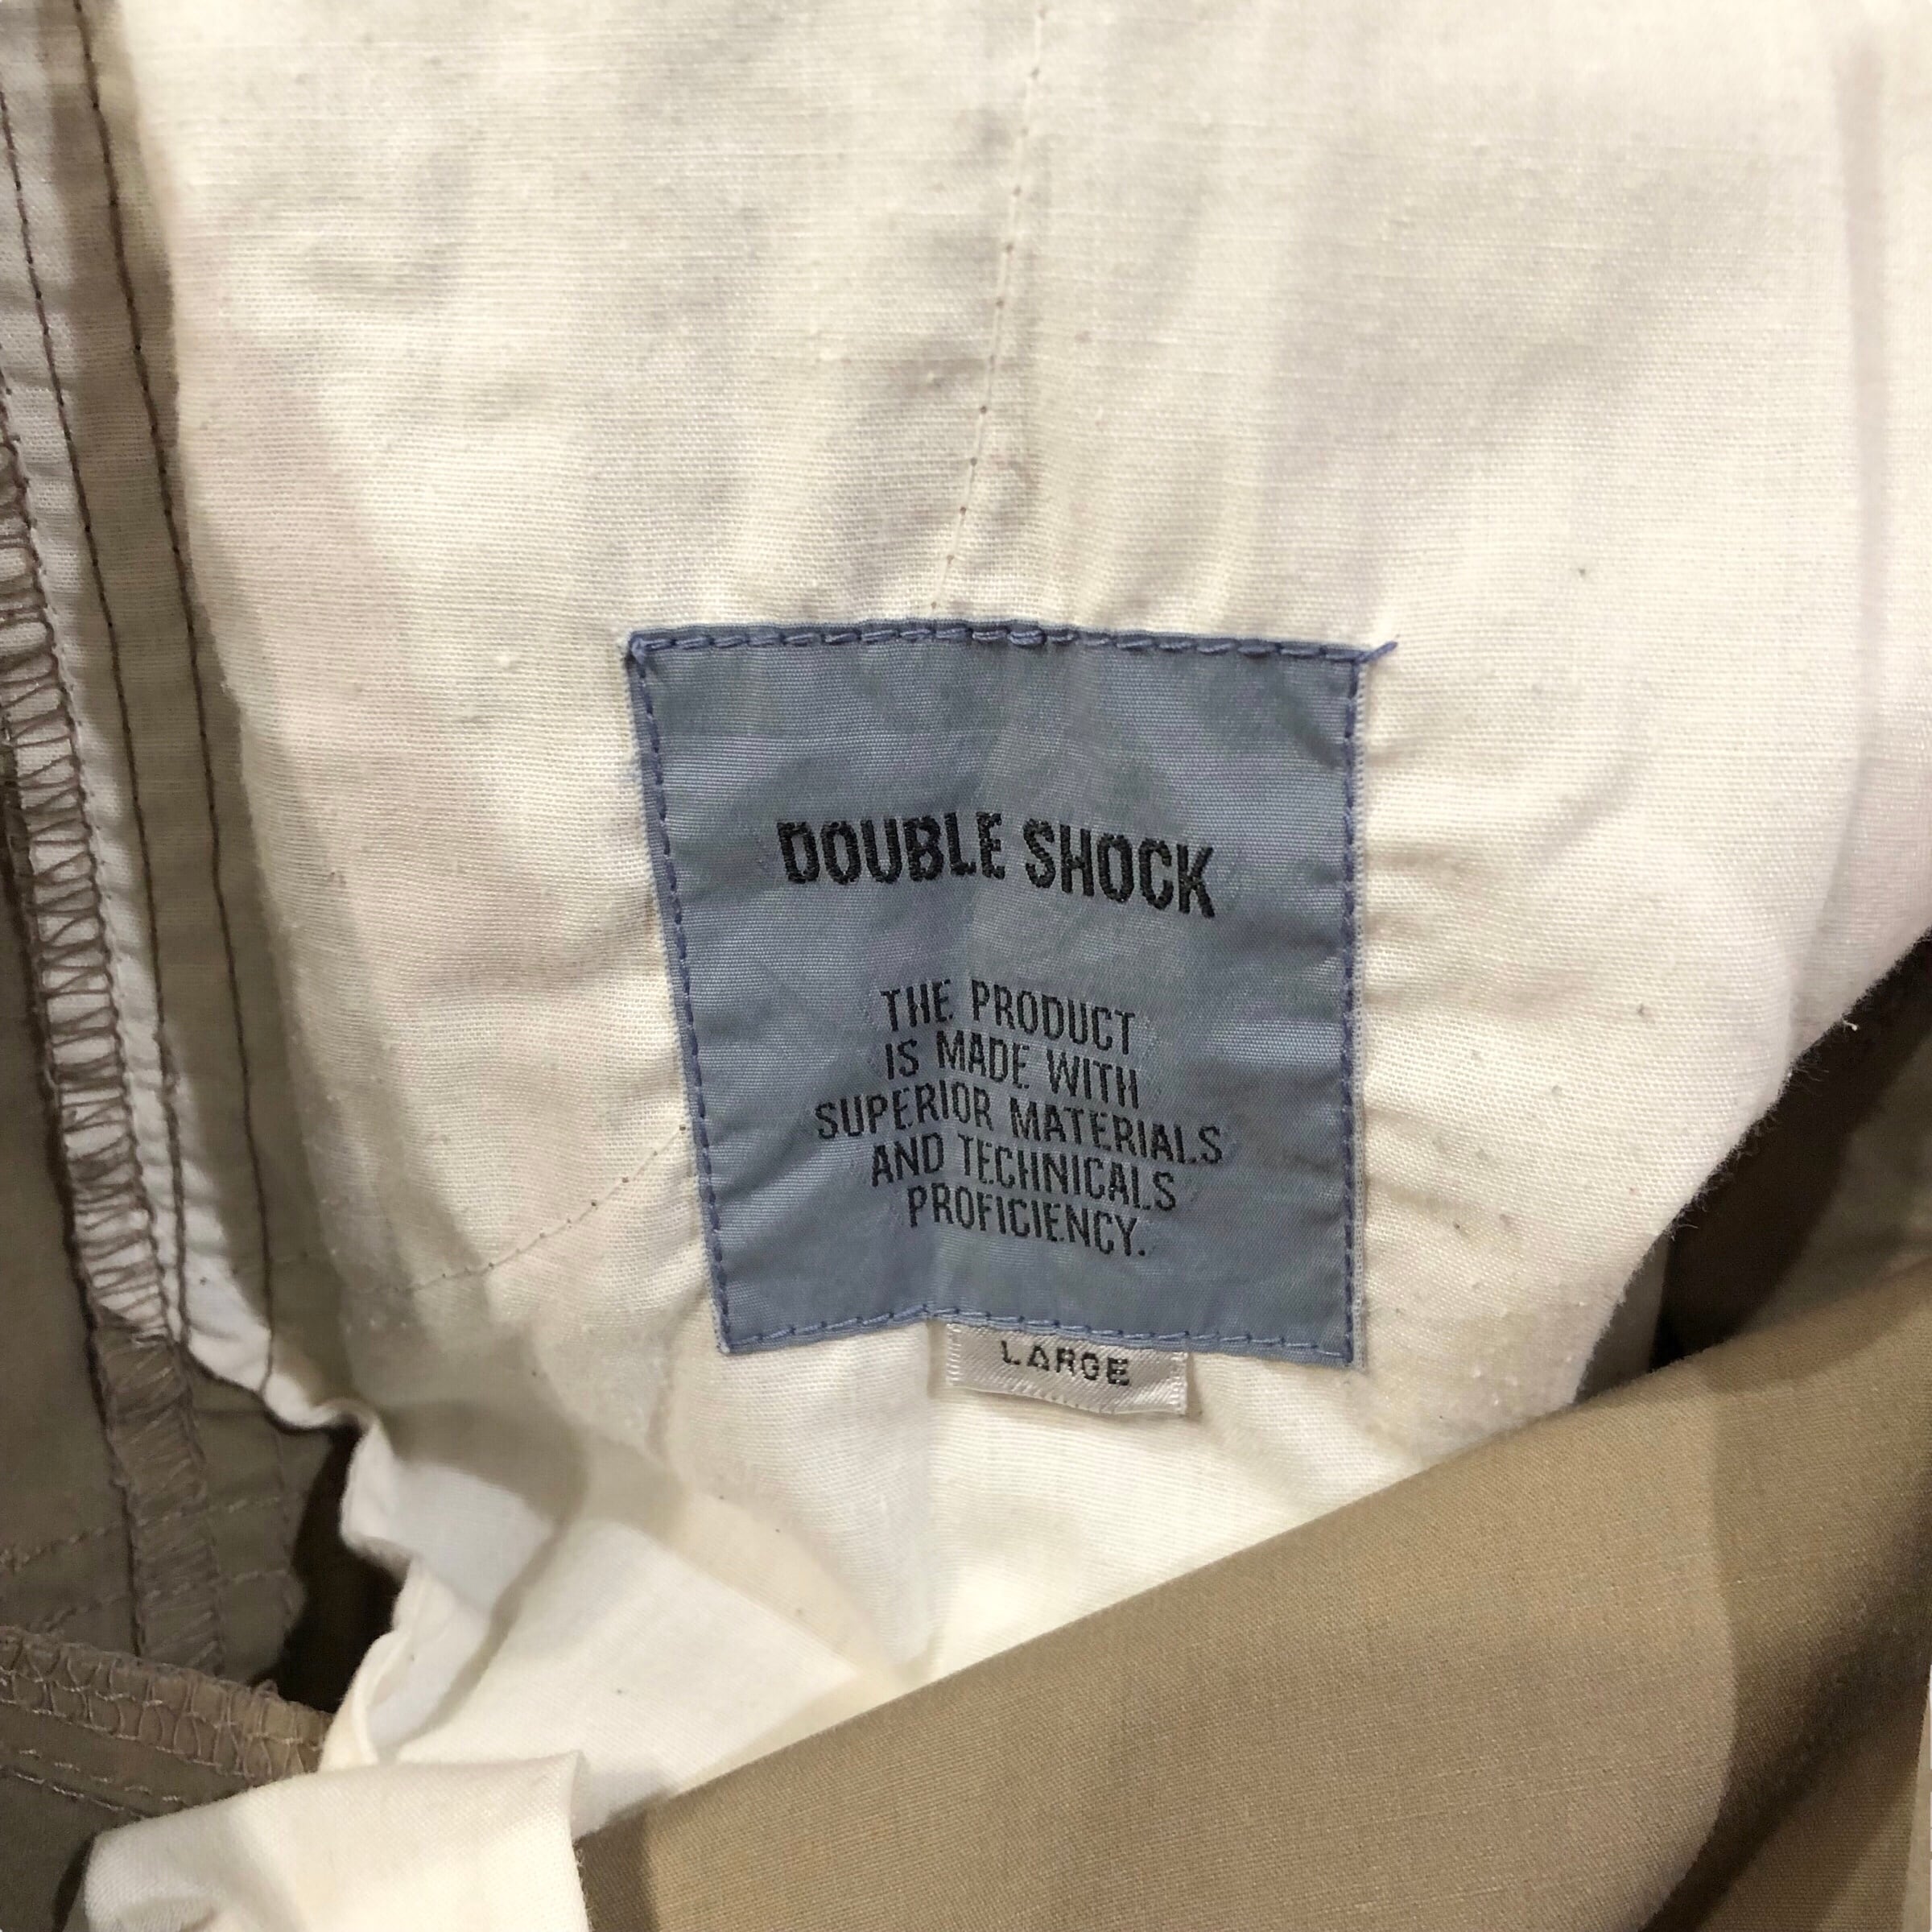 DOUBLE SHOCK
THE PRODUCT
IS MADE WITH
SUPERIOR MATERIALS
AND TECHNICALS
PROFICIENCY.
LARGE